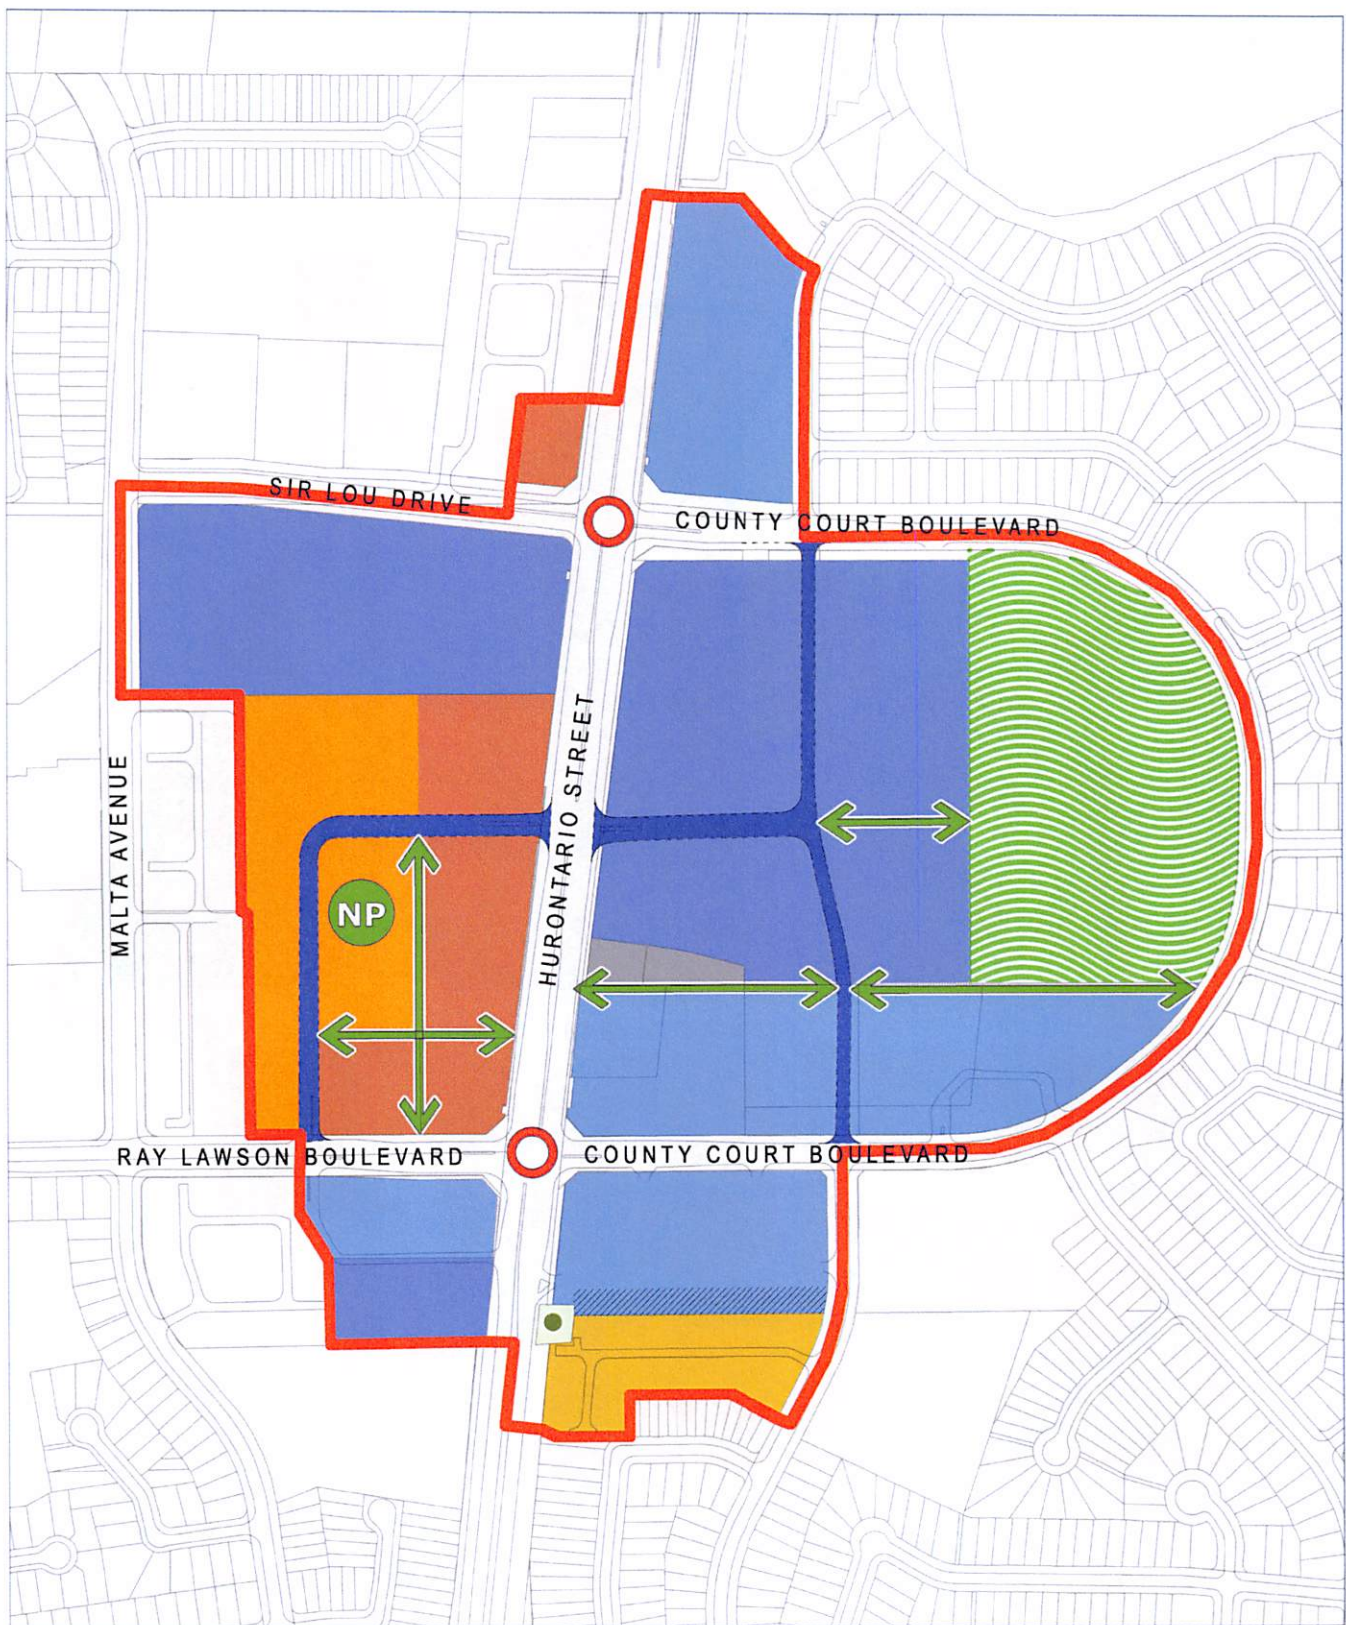 SIR LOU DRIVE
COUNTY COURT BOULEVARD
HURONTARIO STREET
MALTA AVENUE
NP
RAY LAWSON BOULEVARD
COUNTY COURT BOULEVARD